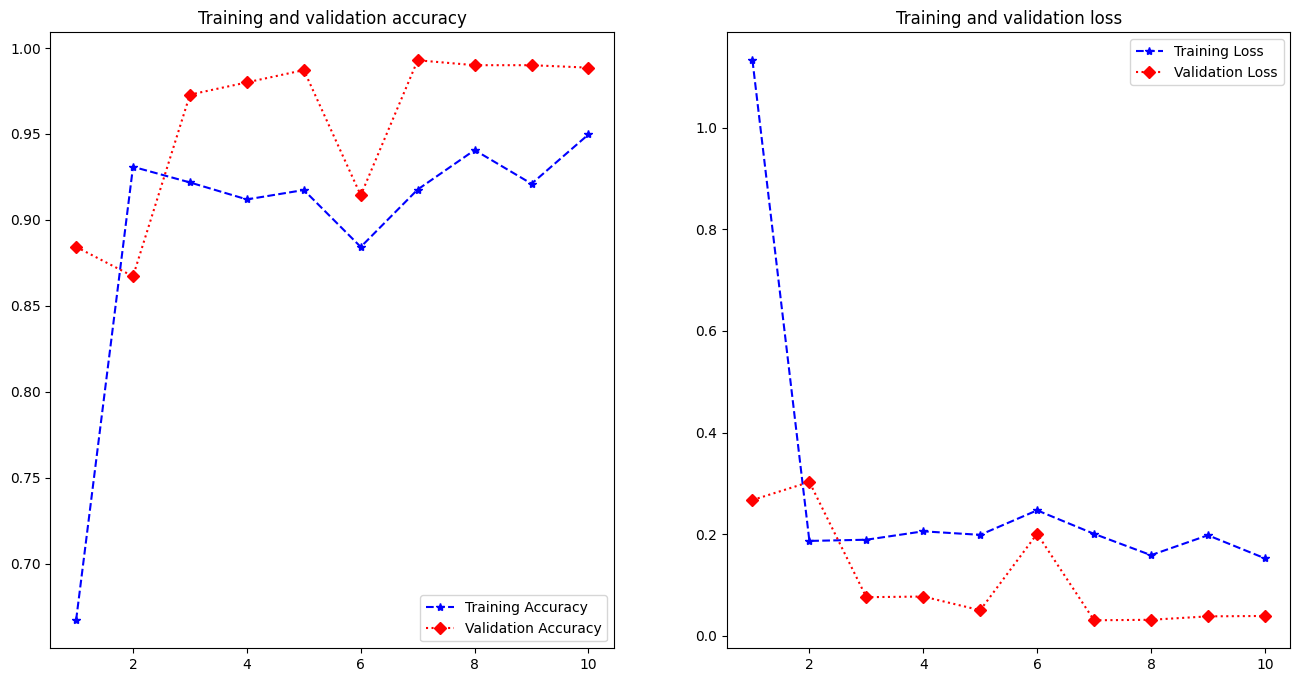 Training and validation accuracy
1.00
0.95
0.90
0.85
0.80
0.75
0.70
2 4 6 8 10
Training Accuracy
Validation Accuracy
Training and validation loss
1.0
0.8
0.6
0.4
0.2
0.0
2 4 6 8 10
Training Loss
Validation Loss